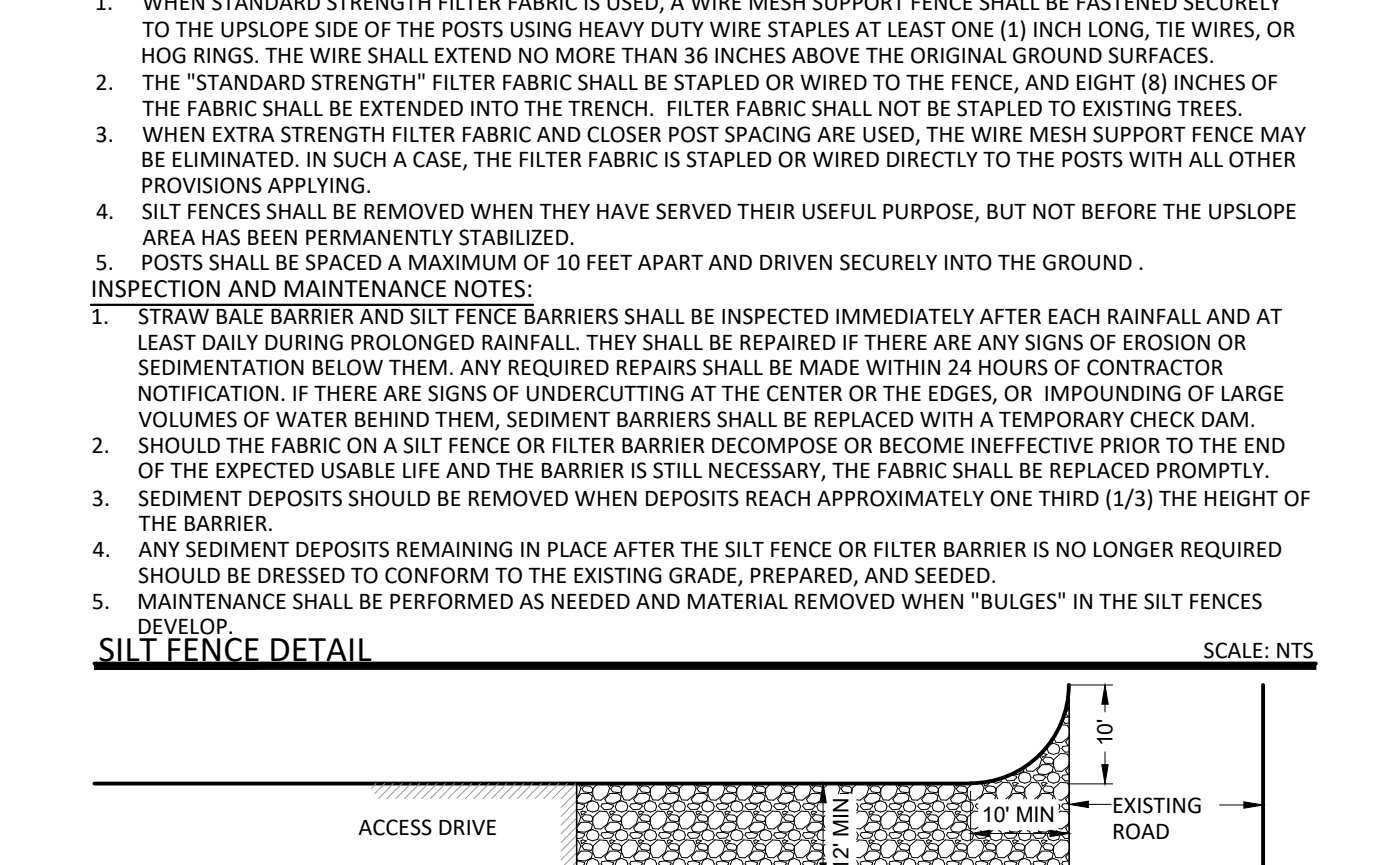 1. WHEN STANDARD STRENGTH FILTER FABRIC IS USED, A WIRE MESH SUPPORT FENCE SHALL BE FASTENED SECURELY
TO THE UPSLOPE SIDE OF THE POSTS USING HEAVY DUTY WIRE STAPLES AT LEAST ONE (1) INCH LONG, TIE WIRES, OR
HOG RINGS. THE WIRE SHALL EXTEND NO MORE THAN 36 INCHES ABOVE THE ORIGINAL GROUND SURFACES.
2. THE "STANDARD STRENGTH" FILTER FABRIC SHALL BE STAPLED OR WIRED TO THE FENCE, AND EIGHT (8) INCHES OF
THE FABRIC SHALL BE EXTENDED INTO THE TRENCH. FILTER FABRIC SHALL NOT BE STAPLED TO EXISTING TREES.
3. WHEN EXTRA STRENGTH FILTER FABRIC AND CLOSER POST SPACING ARE USED, THE WIRE MESH SUPPORT FENCE MAY
BE ELIMINATED. IN SUCH A CASE, THE FILTER FABRIC IS STAPLED OR WIRED DIRECTLY TO THE POSTS WITH ALL OTHER
PROVISIONS APPLYING.
4. SILT FENCES SHALL BE REMOVED WHEN THEY HAVE SERVED THEIR USEFUL PURPOSE, BUT NOT BEFORE THE UPSLOPE
AREA HAS BEEN PERMANENTLY STABILIZED.
5. POSTS SHALL BE SPACED A MAXIMUM OF 10 FEET APART AND DRIVEN SECURELY INTO THE GROUND .
INSPECTION AND MAINTENANCE NOTES:
1. STRAW BALE BARRIER AND SILT FENCE BARRIERS SHALL BE INSPECTED IMMEDIATELY AFTER EACH RAINFALL AND AT
LEAST DAILY DURING PROLONGED RAINFALL. THEY SHALL BE REPAIRED IF THERE ARE ANY SIGNS OF EROSION OR
SEDIMENTATION BELOW THEM. ANY REQUIRED REPAIRS SHALL BE MADE WITHIN 24 HOURS OF CONTRACTOR
NOTIFICATION. IF THERE ARE SIGNS OF UNDERCUTTING AT THE CENTER OR THE EDGES, OR IMPOUNDING OF LARGE
VOLUMES OF WATER BEHIND THEM, SEDIMENT BARRIERS SHALL BE REPLACED WITH A TEMPORARY CHECK DAM.
2. SHOULD THE FABRIC ON A SILT FENCE OR FILTER BARRIER DECOMPOSE OR BECOME INEFFECTIVE PRIOR TO THE END
OF THE EXPECTED USABLE LIFE AND THE BARRIER IS STILL NECESSARY, THE FABRIC SHALL BE REPLACED PROMPTLY.
3. SEDIMENT DEPOSITS SHOULD BE REMOVED WHEN DEPOSITS REACH APPROXIMATELY ONE THIRD (1/3) THE HEIGHT OF
THE BARRIER.
4. ANY SEDIMENT DEPOSITS REMAINING IN PLACE AFTER THE SILT FENCE OR FILTER BARRIER IS NO LONGER REQUIRED
SHOULD BE DRESSED TO CONFORM TO THE EXISTING GRADE, PREPARED, AND SEEDED.
5. MAINTENANCE SHALL BE PERFORMED AS NEEDED AND MATERIAL REMOVED WHEN "BULGES" IN THE SILT FENCES
DEVELOP.
SILT FENCE DETAIL
SCALE: NTS
10'
10' MIN
EXISTING
ROAD
ACCESS DRIVE
12' MIN